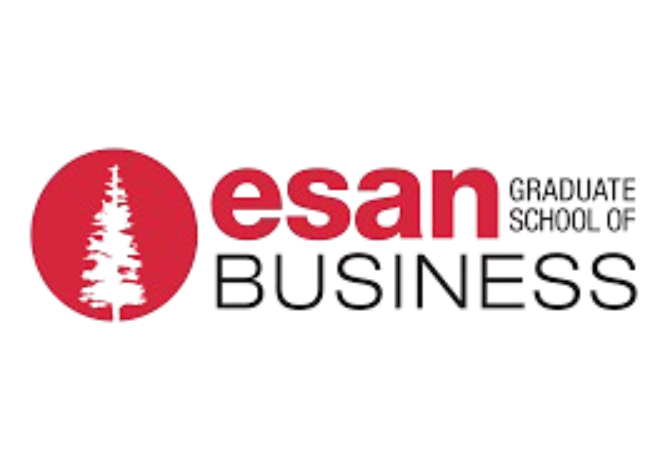 esan GRADUATE
SCHOOL OF
BUSINESS